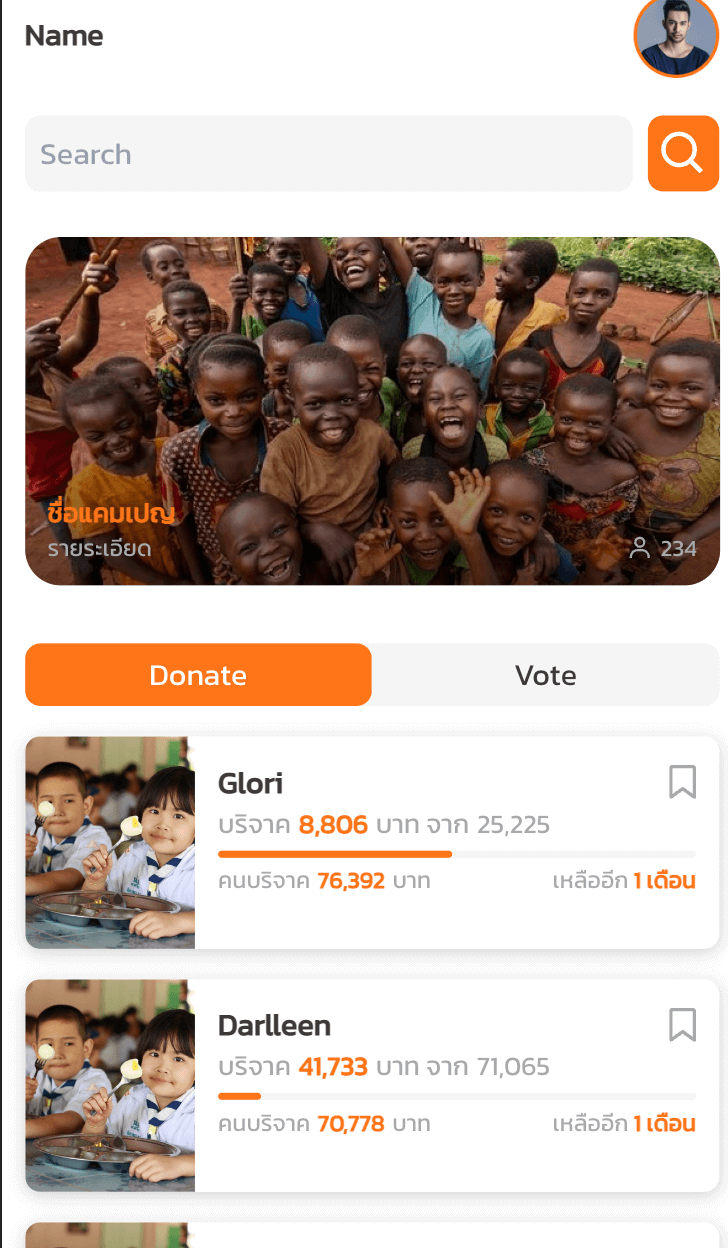 Name
Search
ชื่อแคมเปญ
รายระเอียด
234
Donate
Vote
Glori
บริจาค 8,806 บาท จาก 25,225
คนบริจาค 76,392 บาท
เหลืออีก 1 เดือน
Darlleen
บริจาค 41,733 บาท จาก 71,065
คนบริจาค 70,778 บาท
เหลืออีก 1 เดือน